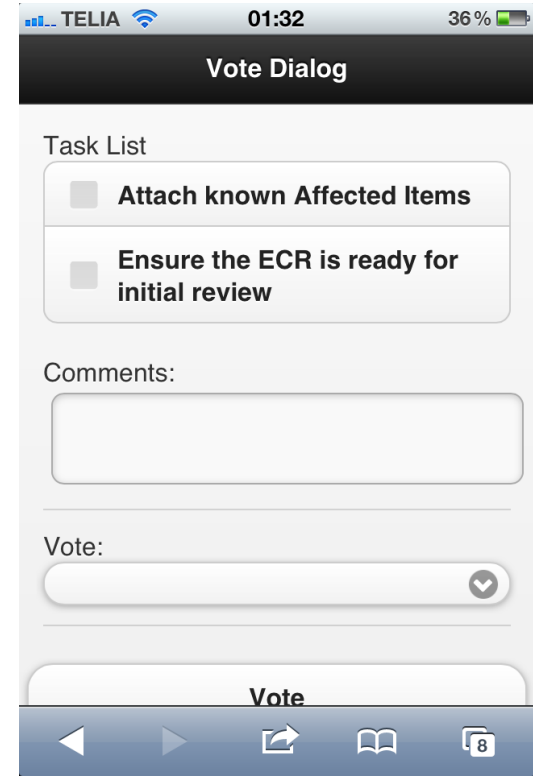 TELIA 01:32 36 %
Vote Dialog
Task List
Attach known Affected Items
Ensure the ECR is ready for
initial review
Comments:
Vote:
Vote
8